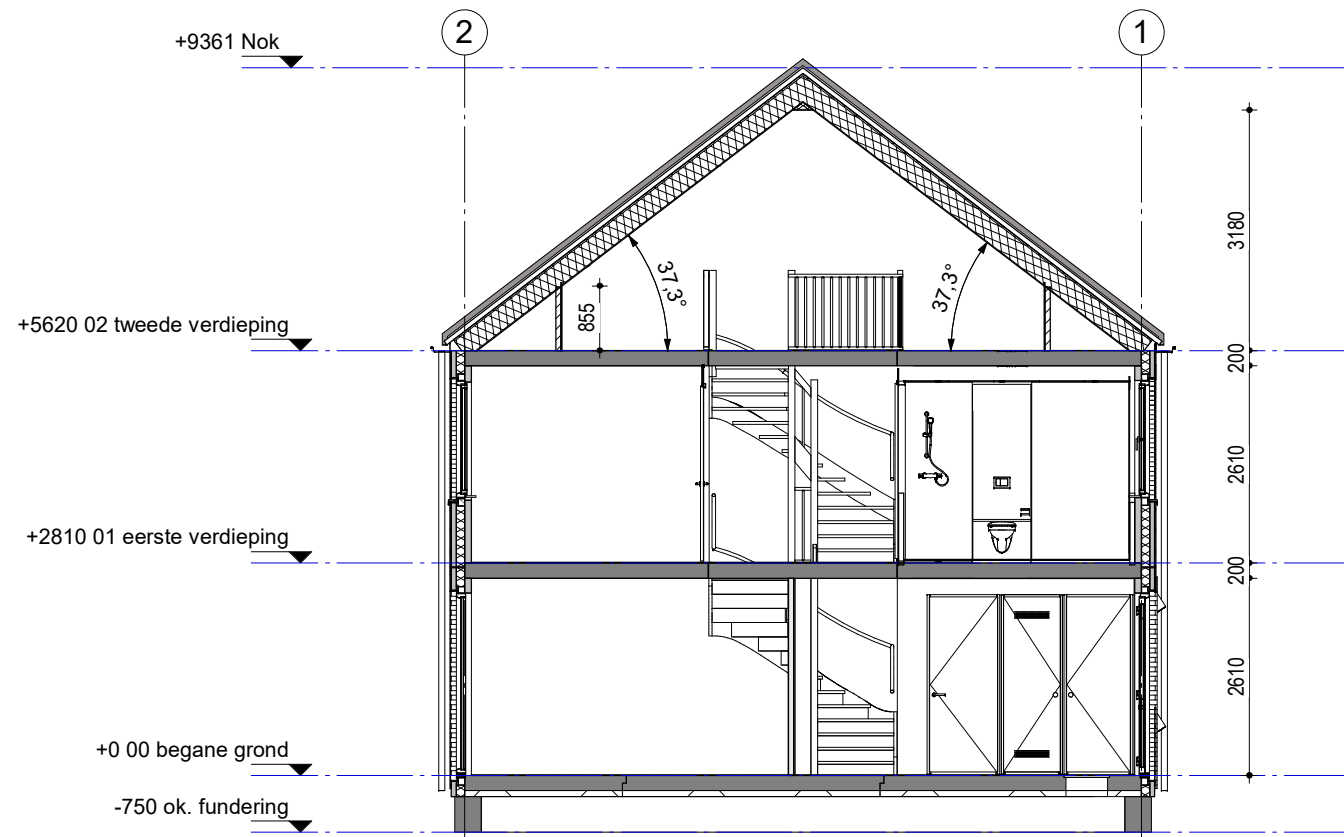 2
1
+9361 Nok
3180
37,3°
37,3°
855
+5620 02 tweede verdieping
200
2610
+2810 01 eerste verdieping
200
2610
+0 00 begane grond
-750 ok. fundering